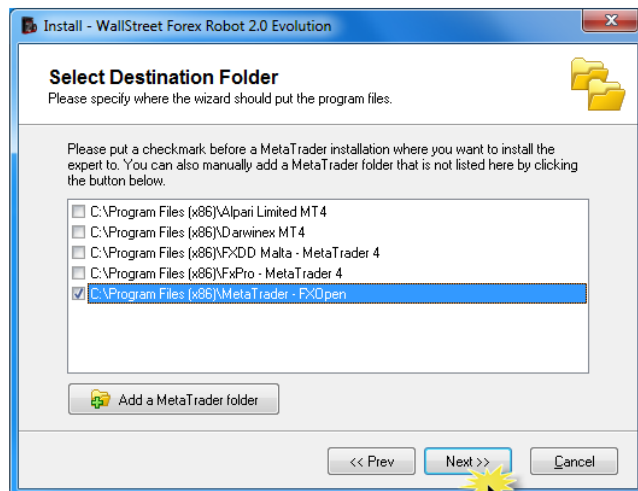 Install - WallStreet Forex Robot 2.0 Evolution
Select Destination Folder
Please specify where the wizard should put the program files.
Please put a checkmark before a MetaTrader installation where you want to install the
expert to. You can also manually add a MetaTrader folder that is not listed here by clicking
the button below.
C:\Program Files (x86)\Alpari Limited MT4
C:\Program Files (x86)\Darwinex MT4
C:\Program Files (x86)\FXDD Malta - MetaTrader 4
C:\Program Files (x86)\FxPro - MetaTrader 4
C:\Program Files (x86)\MetaTrader - FXOpen
Add a MetaTrader folder
<< Prev
Next >>
Cancel